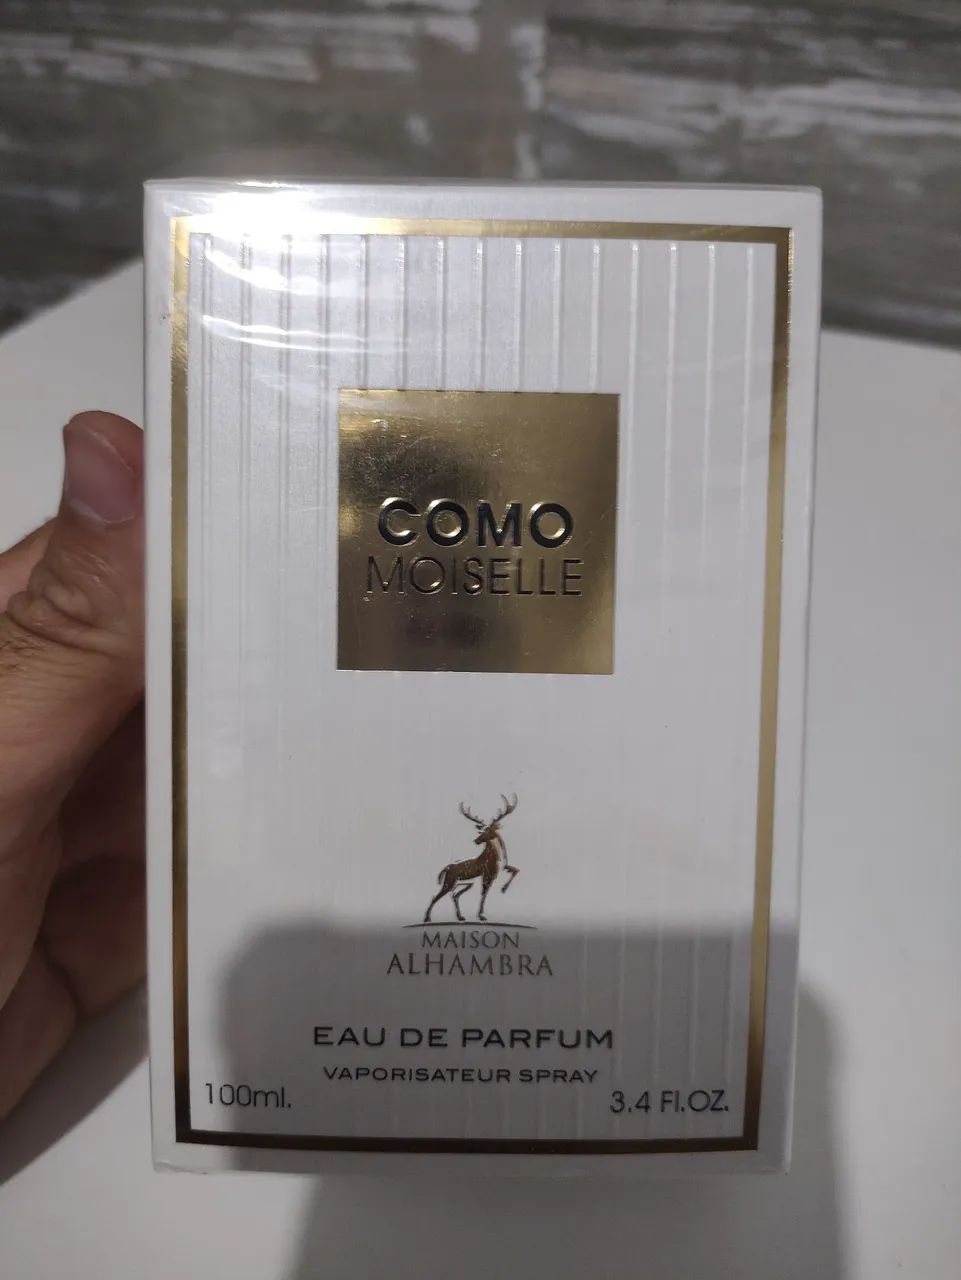 COMO
MOISELLE
MAISON
ALHAMBRA
EAU DE PARFUM
VAPORISATEUR SPRAY
100ml.
3.4 Fl.OZ.